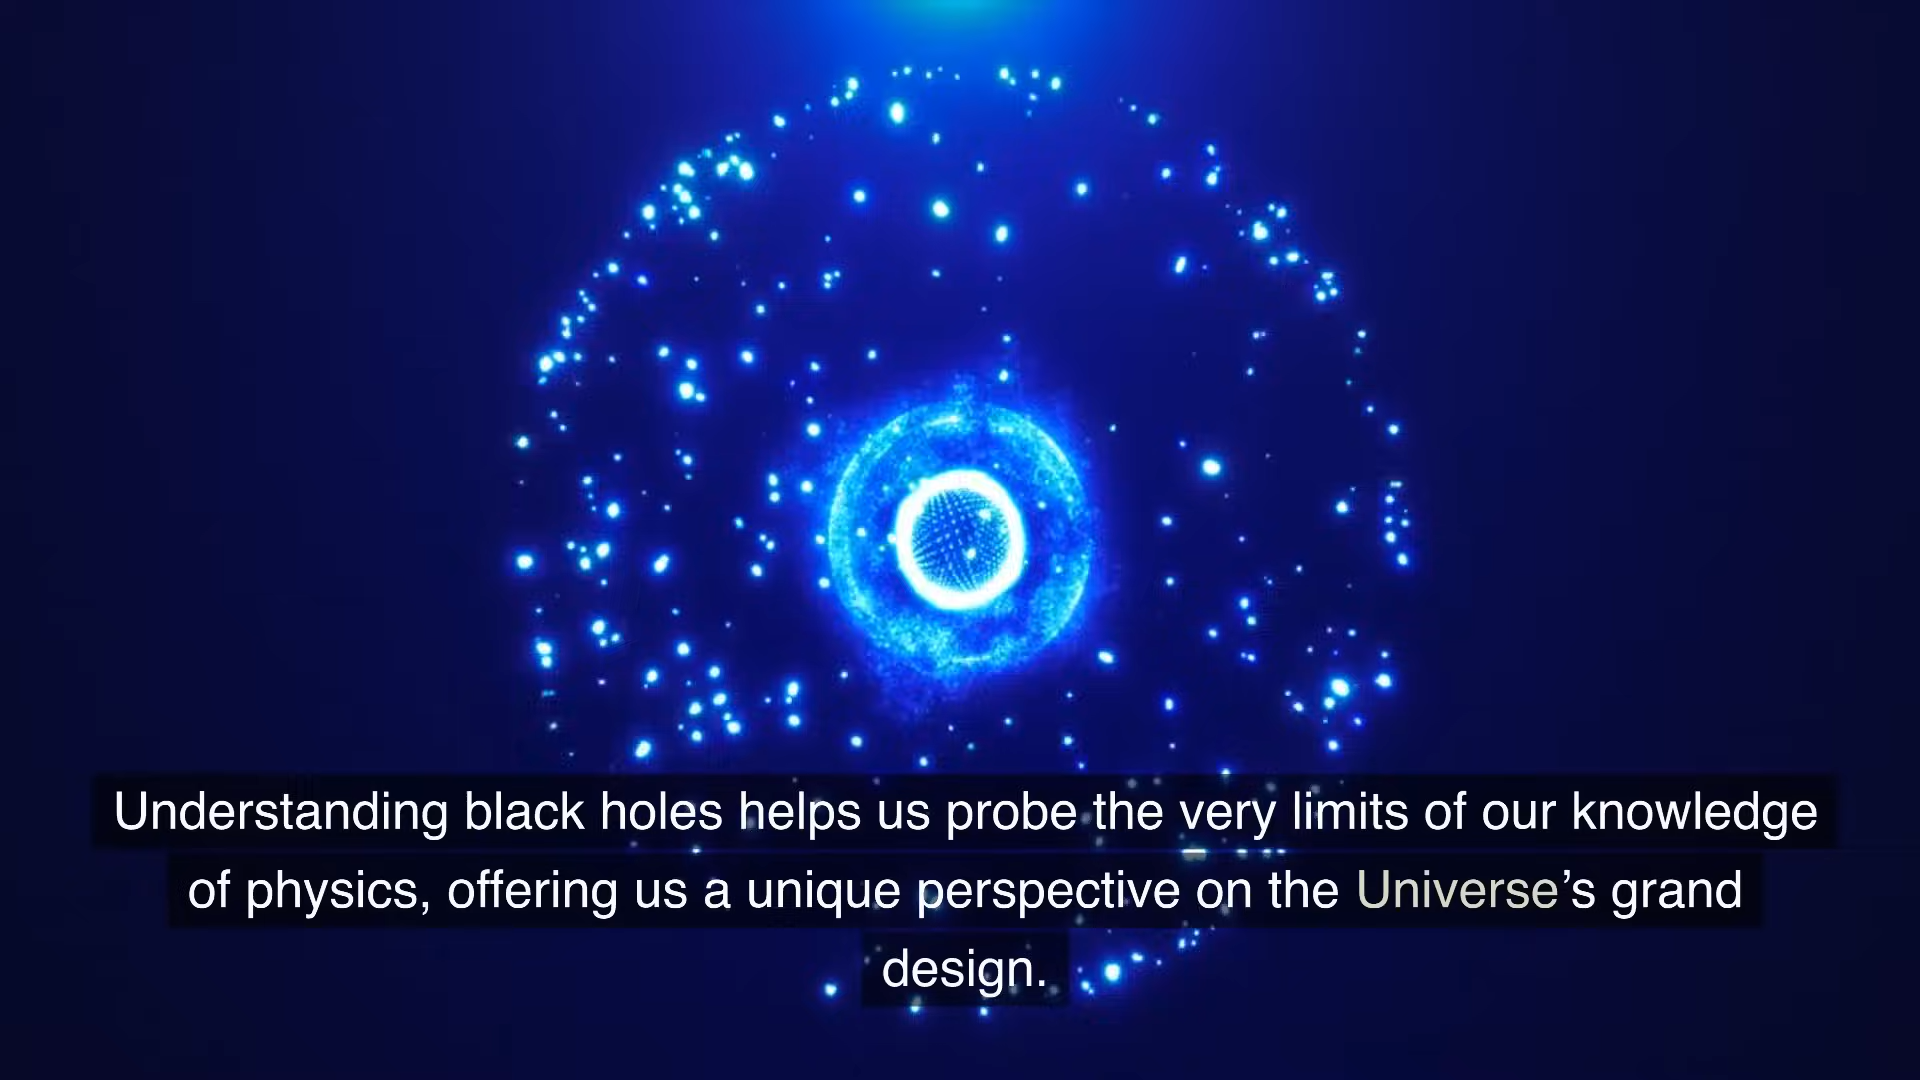 Understanding black holes helps us probe the very limits of our knowledge
of physics, offering us a unique perspective on the Universe’s grand
design.